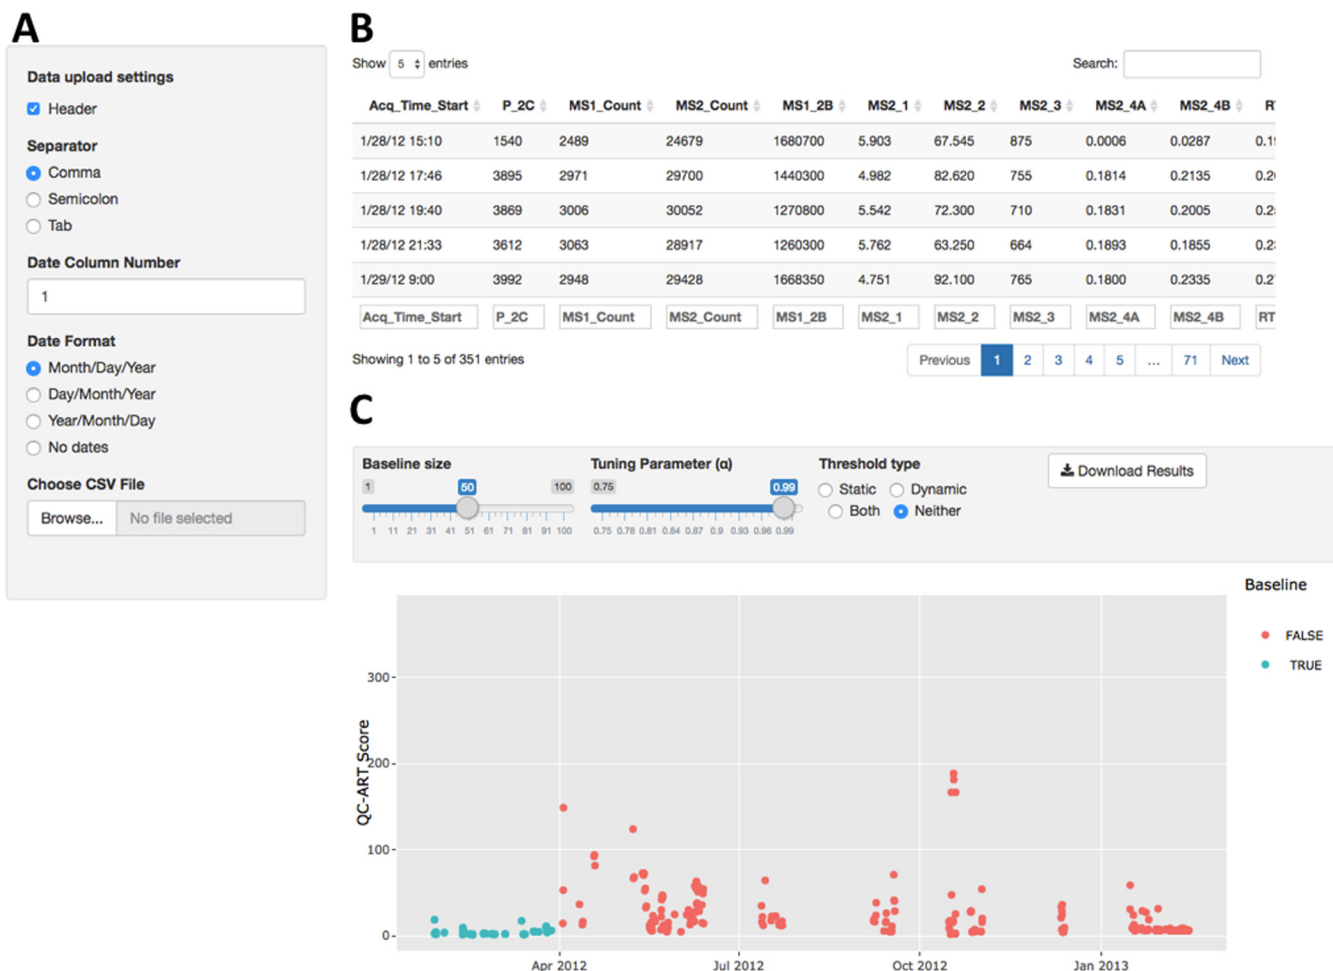 A
Data upload settings
Header
Separator
Comma
Semicolon
Tab
Date Column Number
1
Date Format
Month/Day/Year
Day/Month/Year
Year/Month/Day
No dates
Choose CSV File
Browse... No file selected
B
Show 5 entries Search:
Acq_Time_Start P_2C MS1_Count MS2_Count MS1_2B MS2_1 MS2_2 MS2_3 MS2_4A MS2_4B
1/28/12 15:10 1540 2489 24679 1680700 5.903 67.545 875 0.0006 0.0287
1/28/12 17:46 3895 2971 29700 1440300 4.982 82.620 755 0.1814 0.2135
1/28/12 19:40 3869 3006 30052 1270800 5.542 72.300 710 0.1831 0.2005
1/28/12 21:33 3612 3063 28917 1260300 5.762 63.250 664 0.1893 0.1855
1/29/12 9:00 3992 2948 29428 1668350 4.751 92.100 765 0.1800 0.2335
Acq_Time_Start P_2C MS1_Count MS2_Count MS1_2B MS2_1 MS2_2 MS2_3 MS2_4A MS2_4B RT
Showing 1 to 5 of 351 entries Previous 1 2 3 4 5 ... 71 Next
C
Baseline size Tuning Parameter (α) Threshold type Download Results
1 50 100 0.75 0.99 Static Dynamic
Both Neither
1 11 21 31 41 51 61 71 81 91 100 0.75 0.78 0.81 0.84 0.87 0.9 0.93 0.96 0.99
Baseline
FALSE
TRUE
QC-ART Score
300
200
100
0
Apr 2012 Jul 2012 Oct 2012 Jan 2013